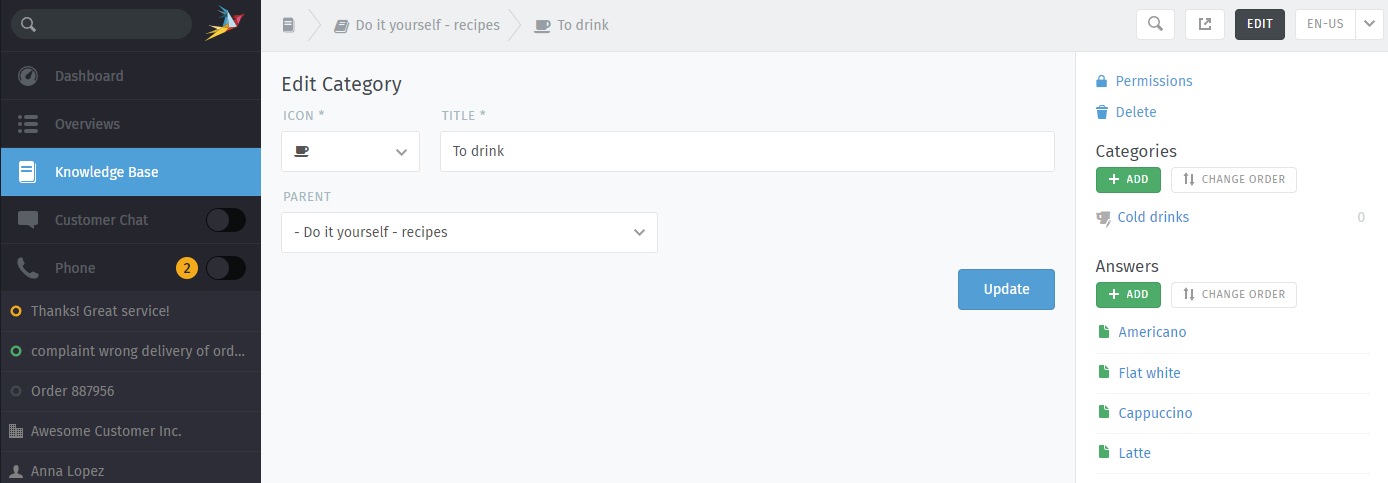 Dashboard
Overviews
Knowledge Base
Customer Chat
Phone 2
Thanks! Great service!
complaint wrong delivery of ord...
Order 887956
Awesome Customer Inc.
Anna Lopez
Do it yourself - recipes To drink
EDIT EN-US
Edit Category
ICON * TITLE *
To drink
PARENT
- Do it yourself - recipes
Update
Permissions
Delete
Categories
ADD CHANGE ORDER
Cold drinks 0
Answers
ADD CHANGE ORDER
Americano
Flat white
Cappuccino
Latte